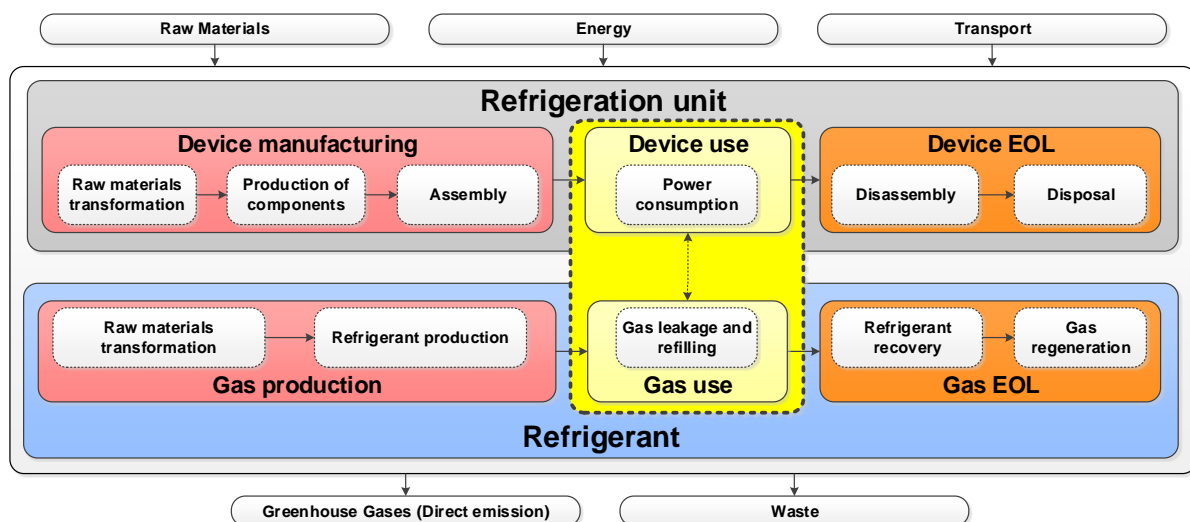 Raw Materials
Energy
Transport
Refrigeration unit
Device manufacturing
Raw materials
transformation
Production of
components
Assembly
Device use
Power
consumption
Device EOL
Disassembly
Disposal
Raw materials
transformation
Refrigerant production
Gas production
Gas leakage and
refilling
Gas use
Refrigerant
recovery
Gas
regeneration
Gas EOL
Refrigerant
Greenhouse Gases (Direct emission)
Waste